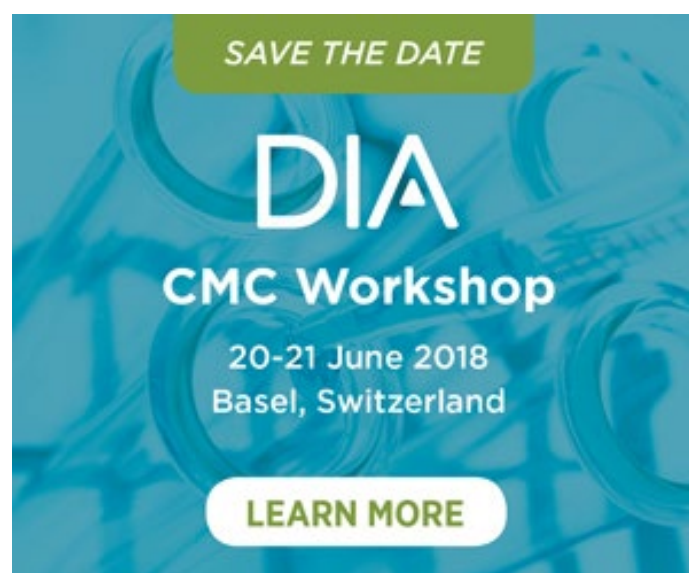 SAVE THE DATE
DIA
CMC Workshop
20-21 June 2018
Basel, Switzerland
LEARN MORE